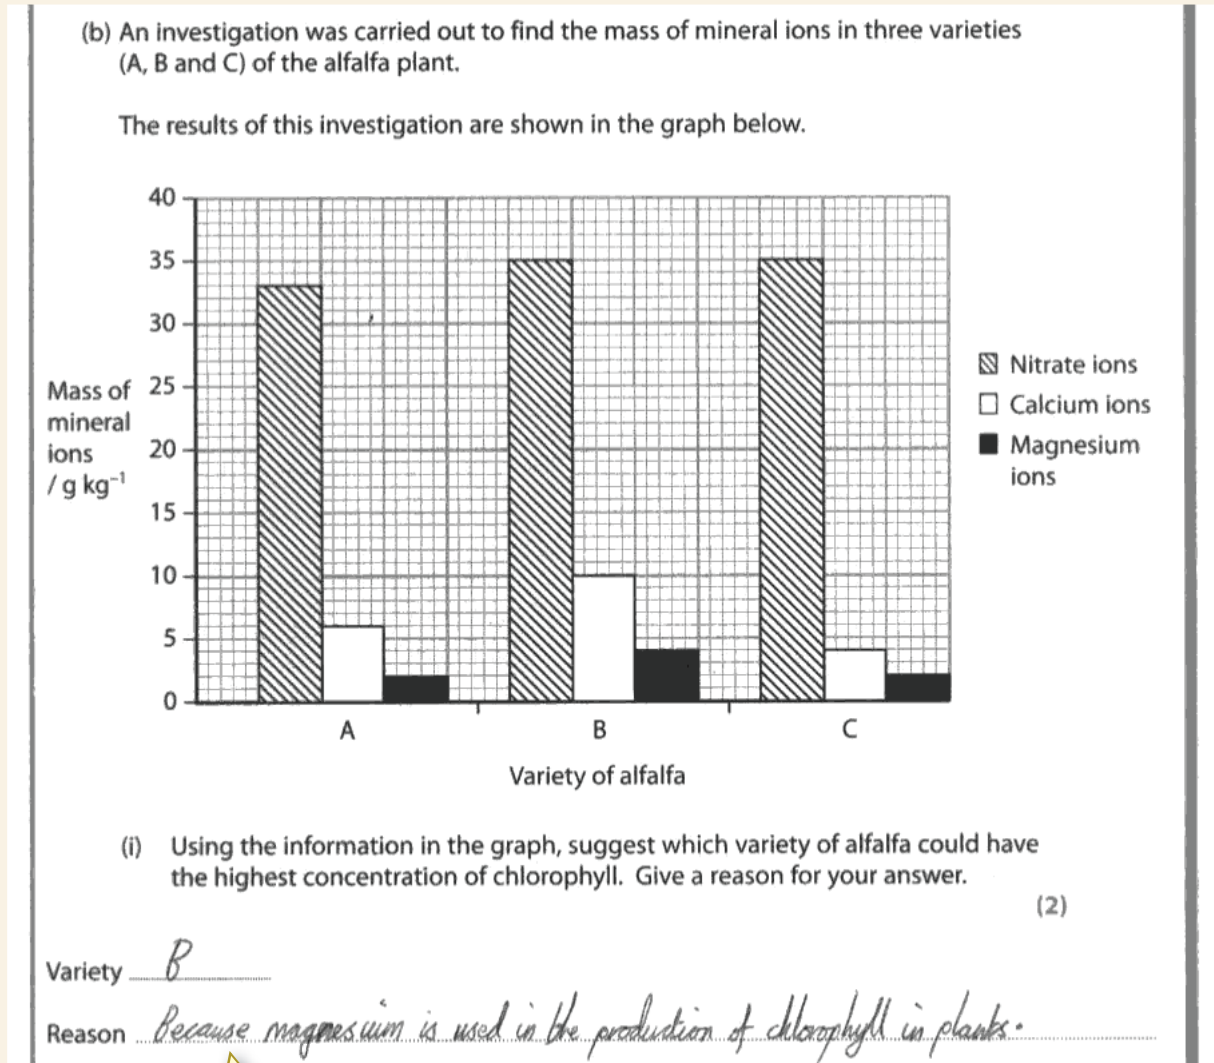 (b) An investigation was carried out to find the mass of mineral ions in three varieties
(A, B and C) of the alfalfa plant.
The results of this investigation are shown in the graph below.
40
35
30
25
20
15
10
5
0
Mass of
mineral
ions
/ g kg⁻¹
Nitrate ions
Calcium ions
Magnesium
ions
A B C
Variety of alfalfa
(i) Using the information in the graph, suggest which variety of alfalfa could have
the highest concentration of chlorophyll. Give a reason for your answer.
(2)
Variety B
Reason Because magnesium is used in the production of chlorophyll in plants.